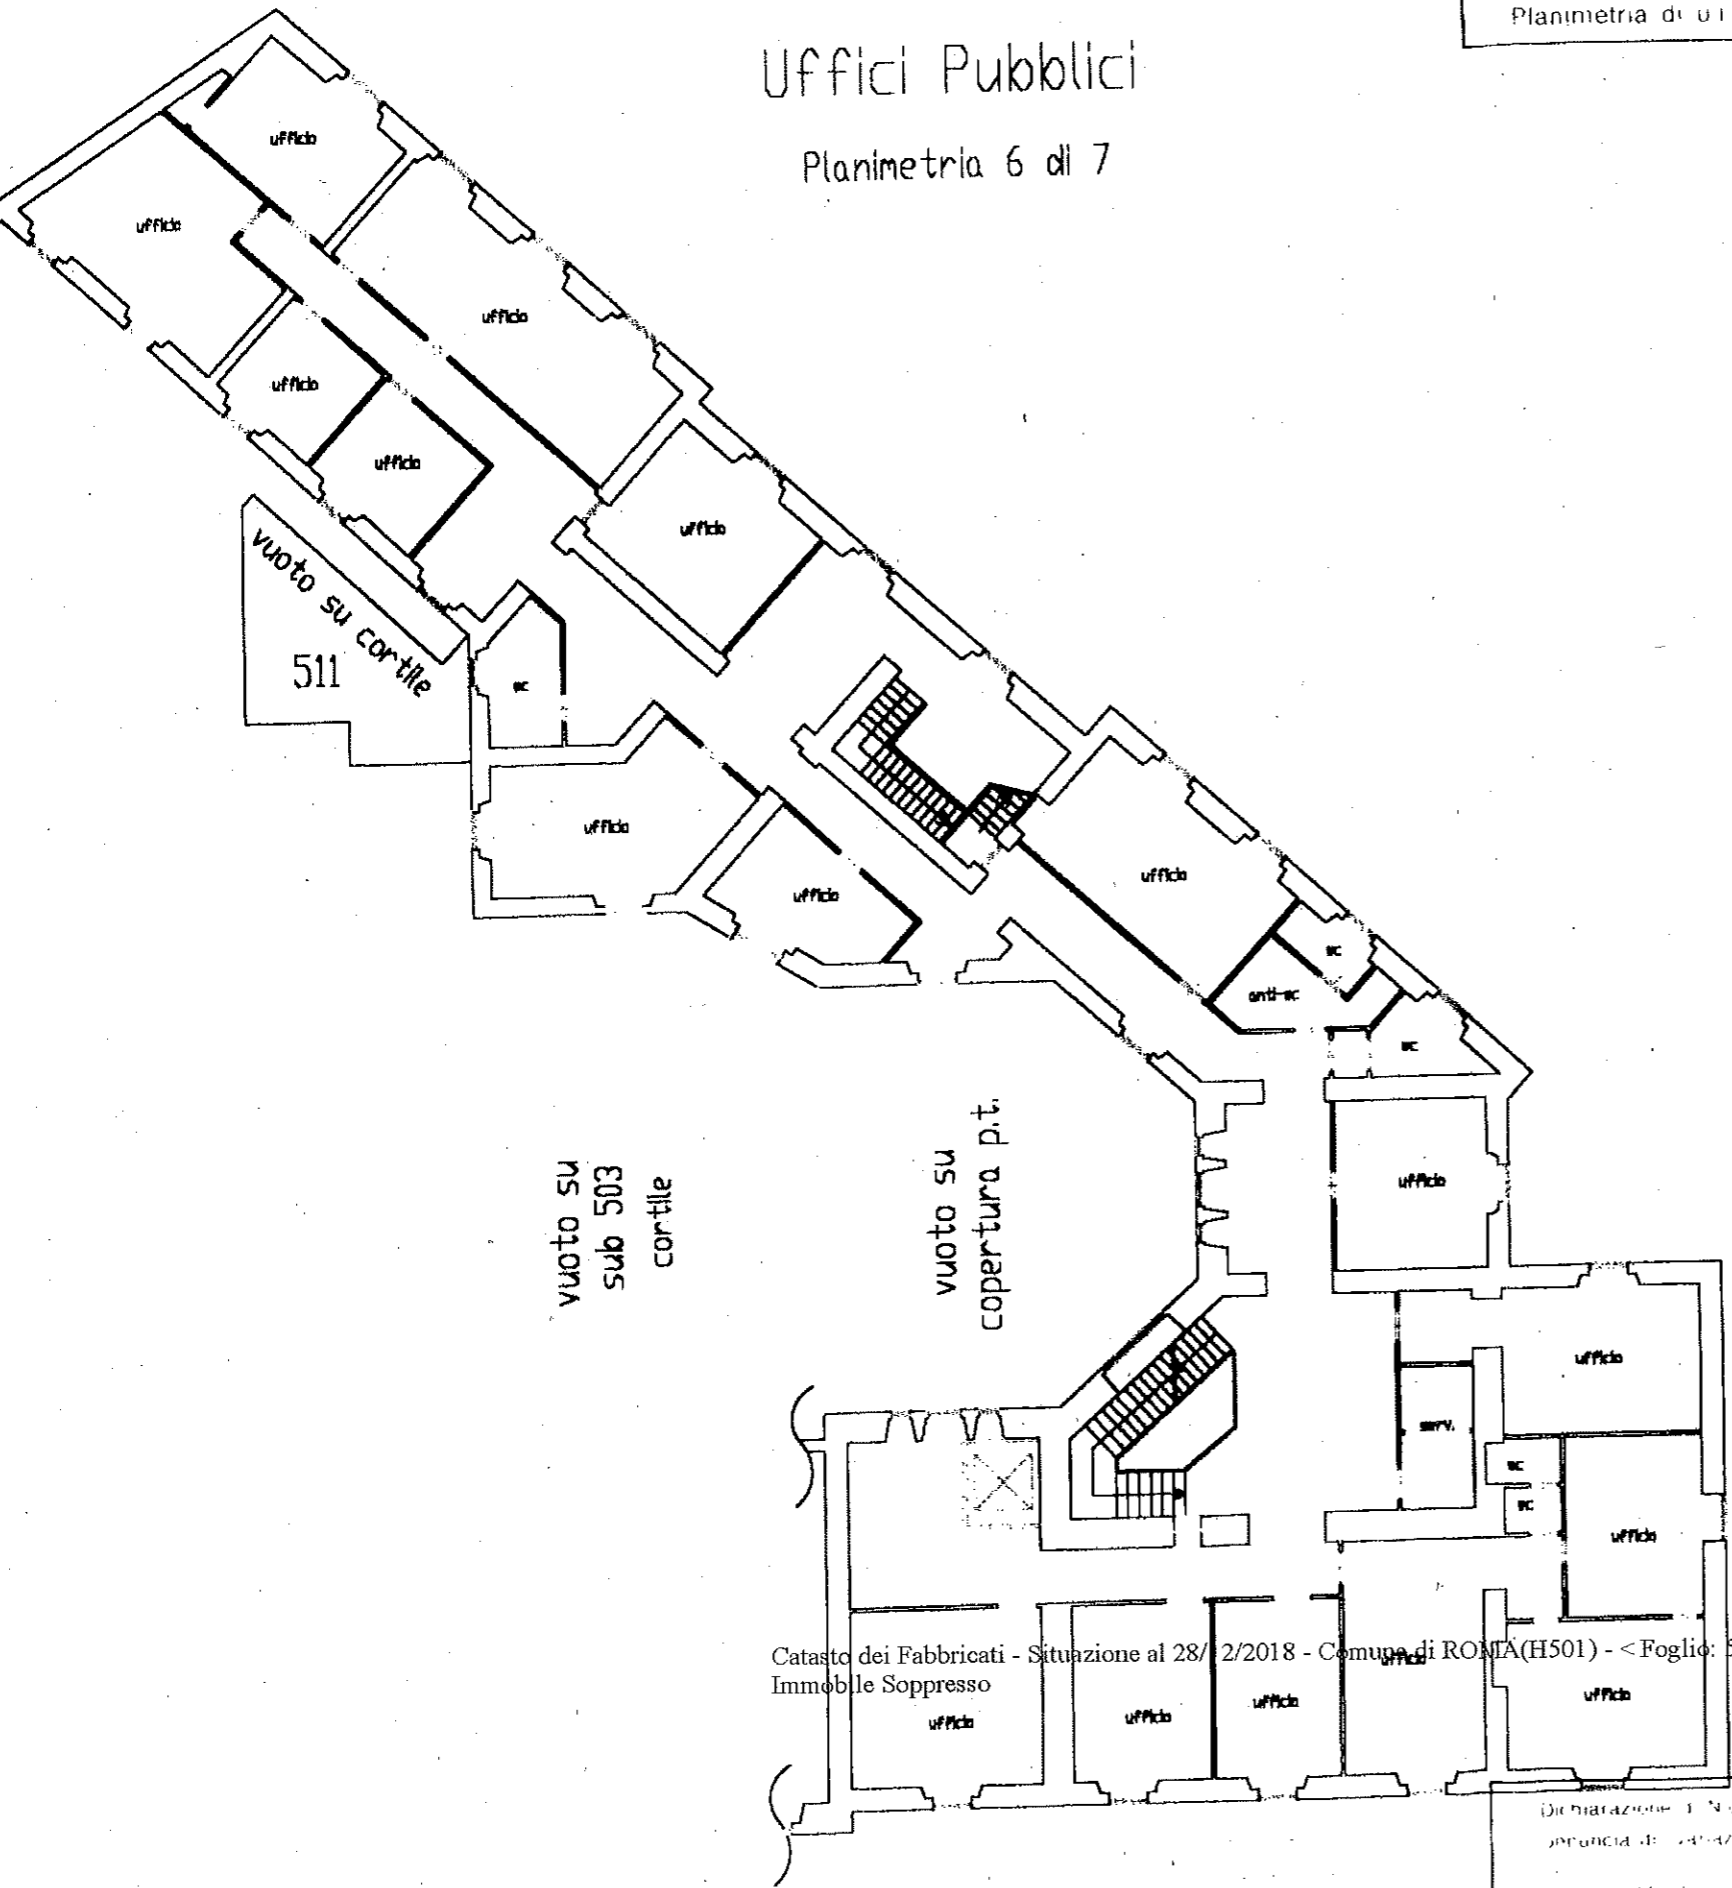 Planimetria di u
Uffici Pubblici
Planimetria 6 di 7
ufficio
ufficio
ufficio
ufficio
ufficio
ufficio
vuoto su cortile
511
wc
ufficio
ufficio
ufficio
wc
anti-wc
wc
vuoto su
sub 503
cortile
vuoto su
copertura p.t.
ufficio
ufficio
serv.
wc
wc
ufficio
Catasto dei Fabbricati - Situazione al 28/12/2018 - Comune di ROMA(H501) - < Foglio:
Immobile Soppresso
ufficio
ufficio
ufficio
ufficio
ufficio
Dichiarazione